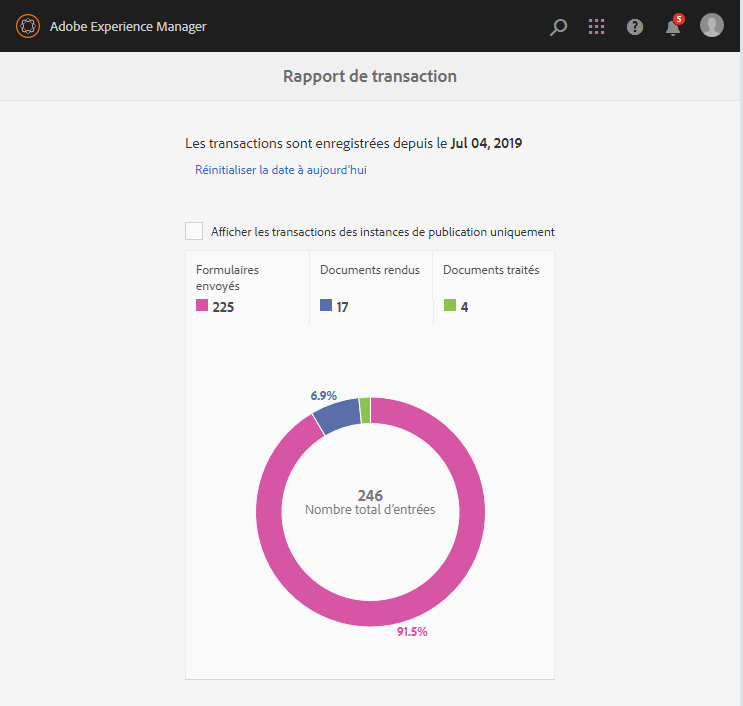 Adobe Experience Manager
5
Rapport de transaction
Les transactions sont enregistrées depuis le Jul 04, 2019
Réinitialiser la date à aujourd'hui
Afficher les transactions des instances de publication uniquement
Formulaires
envoyés
225
Documents rendus
17
Documents traités
4
6.9%
246
Nombre total d'entrées
91.5%